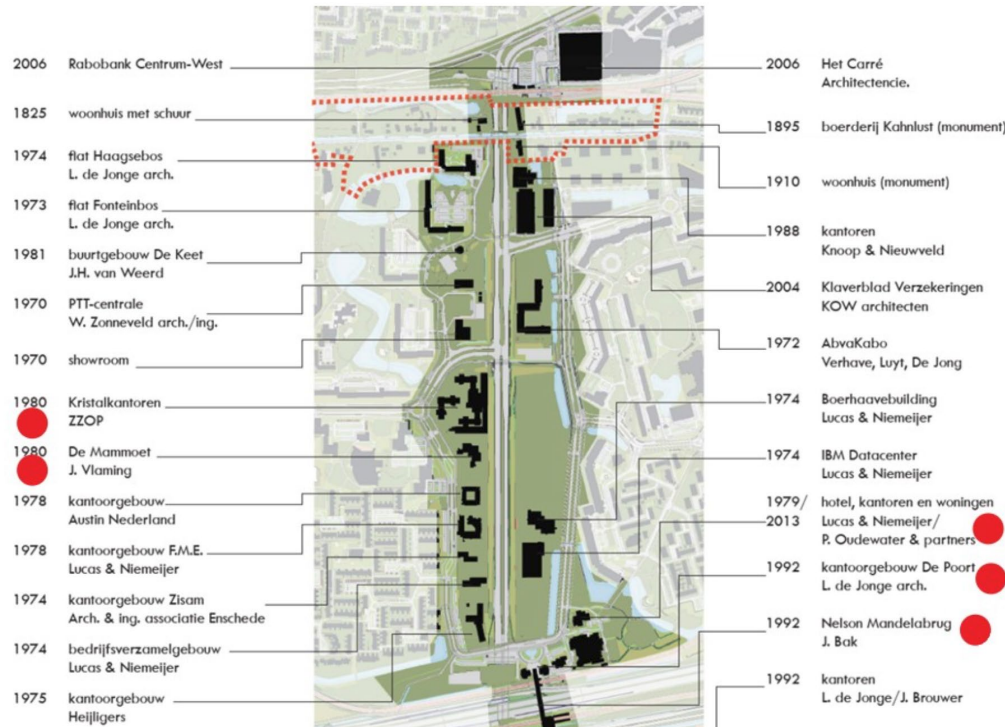 2006 Rabobank Centrum-West
1825 woonhuis met schuur
1974 flat Haagsebos
L. de Jonge arch.
1973 flat Fonteinbos
L. de Jonge arch.
1981 buurtgebouw De Keet
J.H. van Weerd
1970 PTT-centrale
W. Zonneveld arch./ing.
1970 showroom
1980 Kristalkantoren
ZZOP
1980 De Mammoet
J. Vlaming
1978 kantoorgebouw
Austin Nederland
1978 kantoorgebouw F.M.E.
Lucas & Niemeijer
1974 kantoorgebouw Zisam
Arch. & ing. associatie Enschede
1974 bedrijfsverzamelgebouw
Lucas & Niemeijer
1975 kantoorgebouw
Heijligers
2006 Het Carré
Architectencie.
1895 boerderij Kahnlust (monument)
1910 woonhuis (monument)
1988 kantoren
Knoop & Nieuwveld
2004 Klaverblad Verzekeringen
KOW architecten
1972 AbvaKabo
Verhave, Luyt, De Jong
1974 Boerhaavebuilding
Lucas & Niemeijer
1974 IBM Datacenter
Lucas & Niemeijer
1979/ hotel, kantoren en woningen
2013 Lucas & Niemeijer/
P. Oudewater & partners
1992 kantoorgebouw De Poort
L. de Jonge arch.
1992 Nelson Mandelabrug
J. Bak
1992 kantoren
L. de Jonge/J. Brouwer